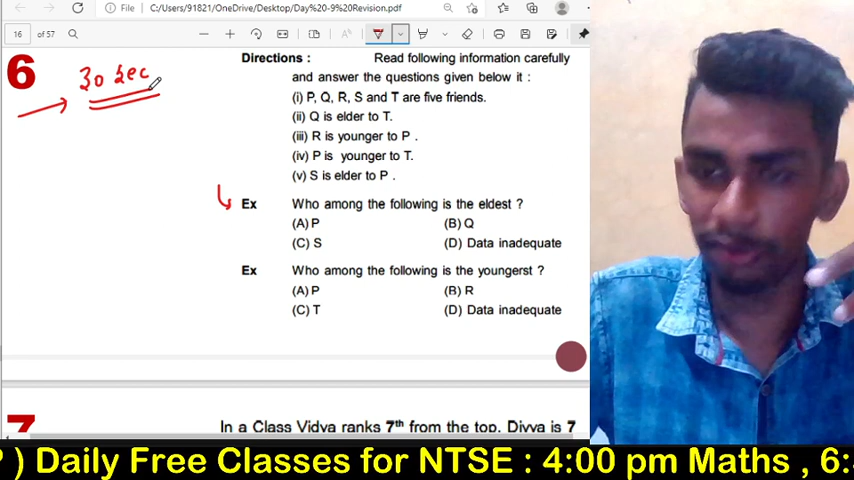 C:/Users/91821/OneDrive/Desktop/Day%20-9%20Revision.pdf
16 of 57
6
30 sec
Directions : Read following information carefully
and answer the questions given below it :
(i) P, Q, R, S and T are five friends.
(ii) Q is elder to T.
(iii) R is younger to P .
(iv) P is younger to T.
(v) S is elder to P .
Ex Who among the following is the eldest ?
(A) P (B) Q
(C) S (D) Data inadequate
Ex Who among the following is the youngerst ?
(A) P (B) R
(C) T (D) Data inadequate
7
In a Class Vidya ranks 7th from the top. Divya is 7
P ) Daily Free Classes for NTSE : 4:00 pm Maths , 6: